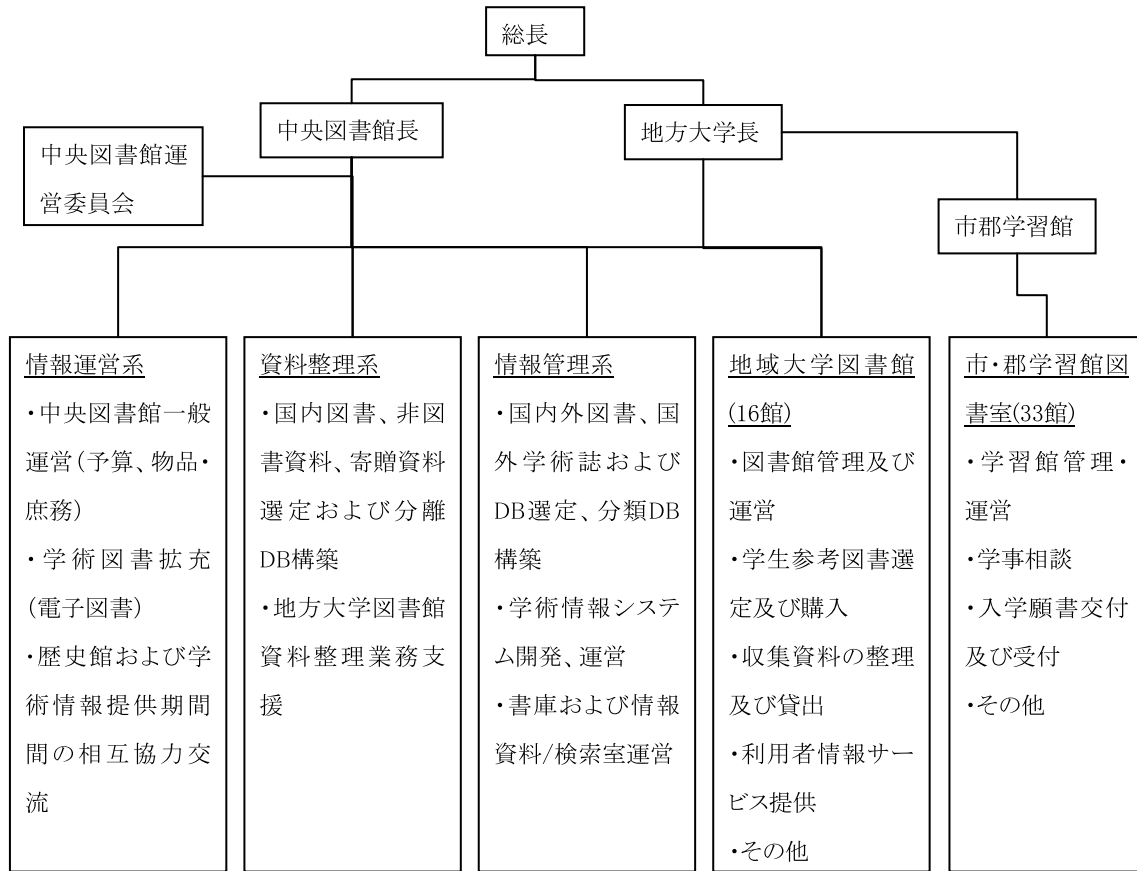 総長
中央図書館長
地方大学長
中央図書館運
営委員会
市郡学習館
情報運営系
・中央図書館一般
運営(予算、物品・
庶務)
・学術図書拡充
(電子図書)
・歴史館および学
術情報提供期間
間の相互協力交
流
資料整理系
・国内図書、非図
書資料、寄贈資料
選定および分離
DB構築
・地方大学図書館
資料整理業務支
援
情報管理系
・国内外図書、国
外学術誌および
DB選定、分類DB
構築
・学術情報システ
ム開発、運営
・書庫および情報
資料/検索室運営
地域大学図書館
(16館)
・図書館管理及び
運営
・学生参考図書選
定及び購入
・収集資料の整理
及び貸出
・利用者情報サー
ビス提供
・その他
市・郡学習館図
書室(33館)
・学習館管理・
運営
・学事相談
・入学願書交付
及び受付
・その他